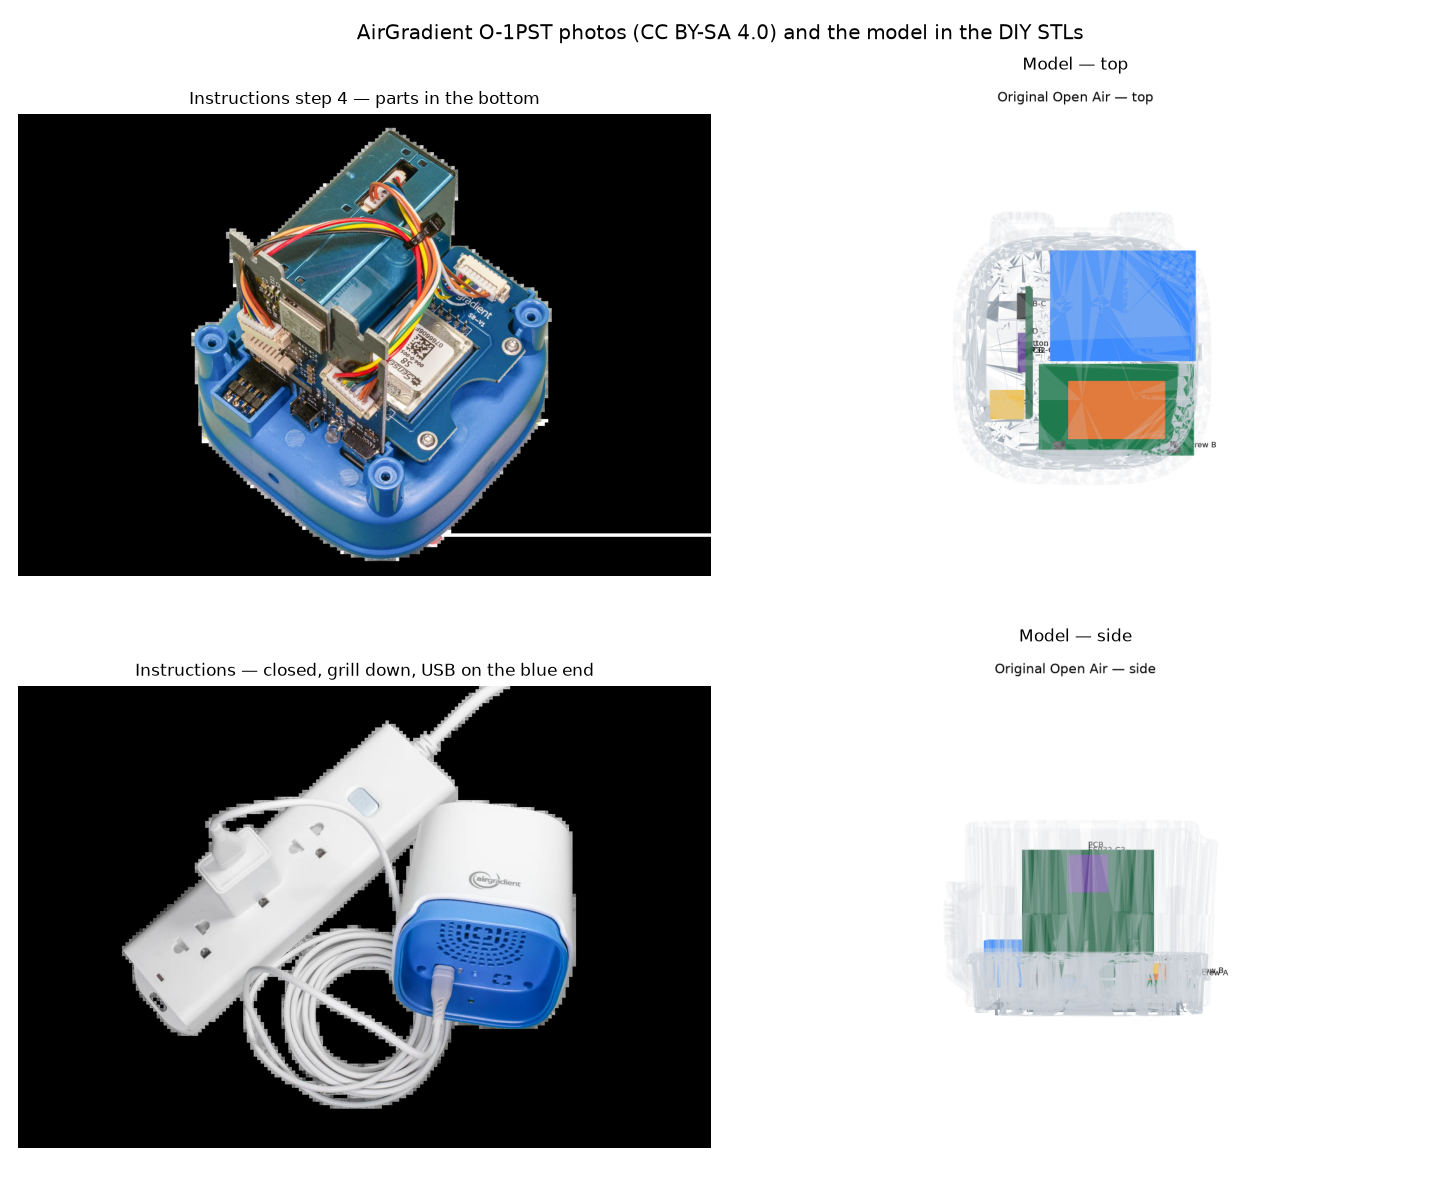 AirGradient O-1PST photos (CC BY-SA 4.0) and the model in the DIY STLs
Instructions step 4 — parts in the bottom
Model — top
Original Open Air — top
Instructions — closed, grill down, USB on the blue end
airgradient
Model — side
Original Open Air — side
PCB